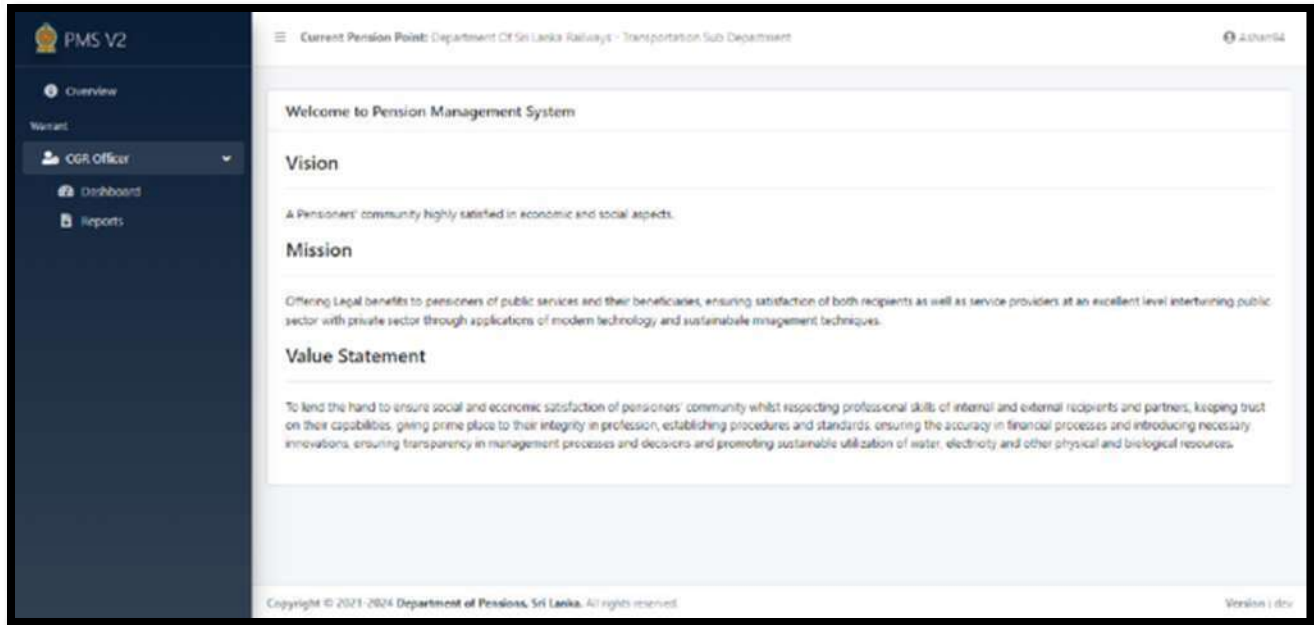 PMS V2
Current Pension Point: Department Of Sri Lanka Railways - Transportation Sub Department
Ashan94
Overview
Warrant
CGR Officer
Dashboard
Reports
Welcome to Pension Management System
Vision
A Pensioners' community highly satisfied in economic and social aspects.
Mission
Offering Legal benefits to pensioners of public services and their beneficiaries, ensuring satisfaction of both recipients as well as service providers at an excellent level intertwining public
sector with private sector through applications of modern technology and sustainabale mnagement techniques.
Value Statement
To lend the hand to ensure social and economic satisfaction of pensioners' community whilst respecting professional skills of internal and external recipients and partners, keeping trust
on their capabilities, giving prime place to their integrity in profession, establishing procedures and standards, ensuring the accuracy in financial processes and introducing necessary
innovations, ensuring transparency in management processes and decisions and promoting sustainable utilization of water, electricity and other physical and biological resources.
Copyright © 2021-2024 Department of Pensions, Sri Lanka. All rights reserved.
Version : dev